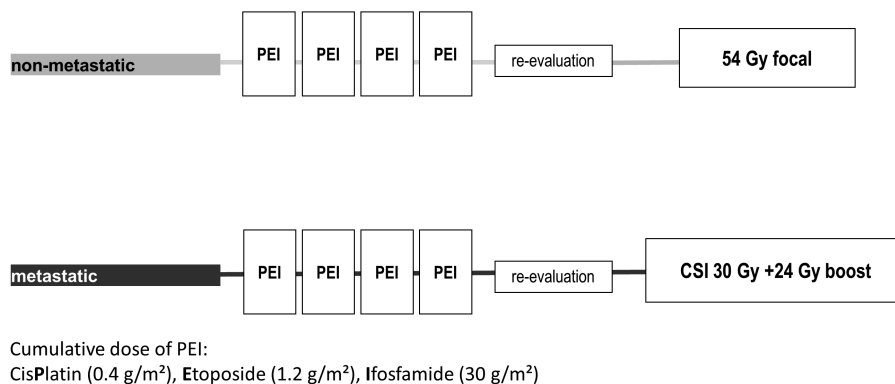 non-metastatic
PEI PEI PEI PEI
re-evaluation
54 Gy focal
metastatic
PEI PEI PEI PEI
re-evaluation
CSI 30 Gy +24 Gy boost
Cumulative dose of PEI:
CisPlatin (0.4 g/m²), Etoposide (1.2 g/m²), Ifosfamide (30 g/m²)